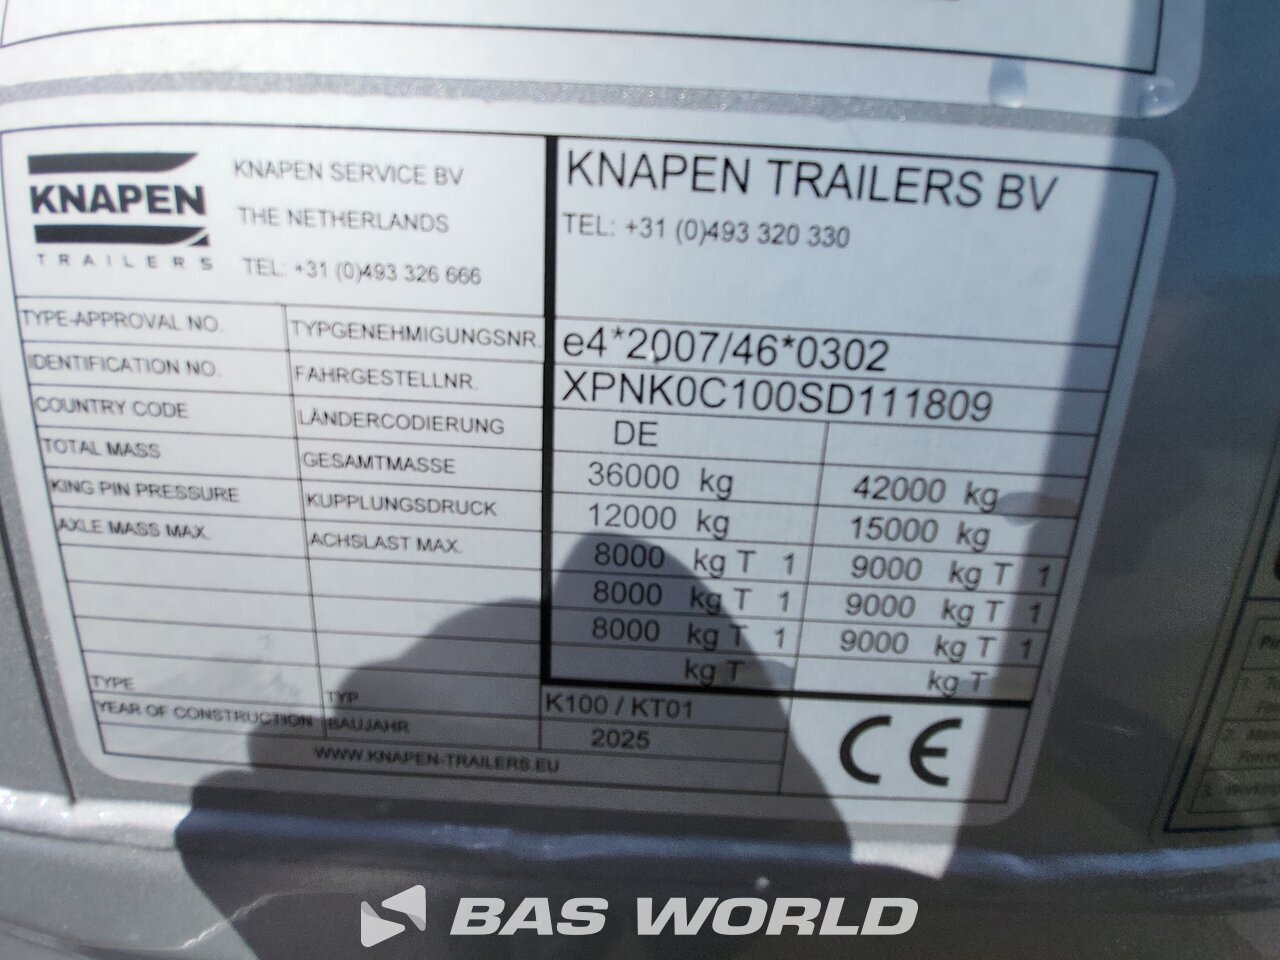 KNAPEN
TRAILERS
KNAPEN SERVICE BV
THE NETHERLANDS
TEL: +31 (0)493 326 666
KNAPEN TRAILERS BV
TEL: +31 (0)493 320 330
TYPE-APPROVAL NO. TYPGENEHMIGUNGSNR. e4*2007/46*0302
IDENTIFICATION NO. FAHRGESTELLNR. XPNK0C100SD111809
COUNTRY CODE LÄNDERCODIERUNG DE
TOTAL MASS GESAMTMASSE 36000 kg 42000 kg
KING PIN PRESSURE KUPPLUNGSDRUCK 12000 kg 15000 kg
AXLE MASS MAX. ACHSLAST MAX. 8000 kg T 1 9000 kg T 1
8000 kg T 1 9000 kg T 1
8000 kg T 1 9000 kg T 1
kg T kg T
TYPE TYP K100 / KT01
YEAR OF CONSTRUCTION BAUJAHR 2025
WWW.KNAPEN-TRAILERS.EU
CE
BAS WORLD